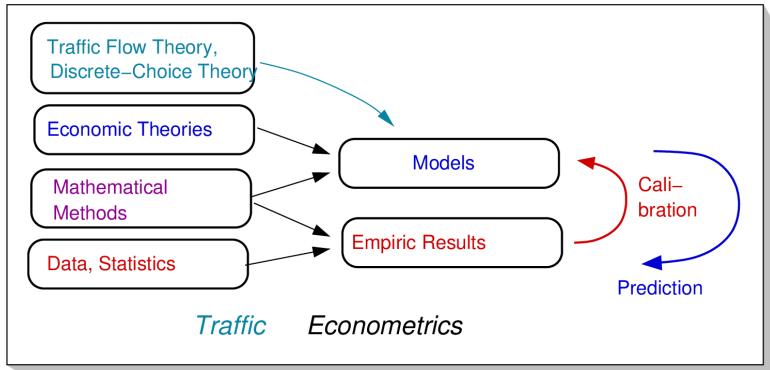 Traffic Flow Theory,
Discrete−Choice Theory
Economic Theories
Mathematical
Methods
Data, Statistics
Models
Empiric Results
Cali−
bration
Prediction
Traffic Econometrics